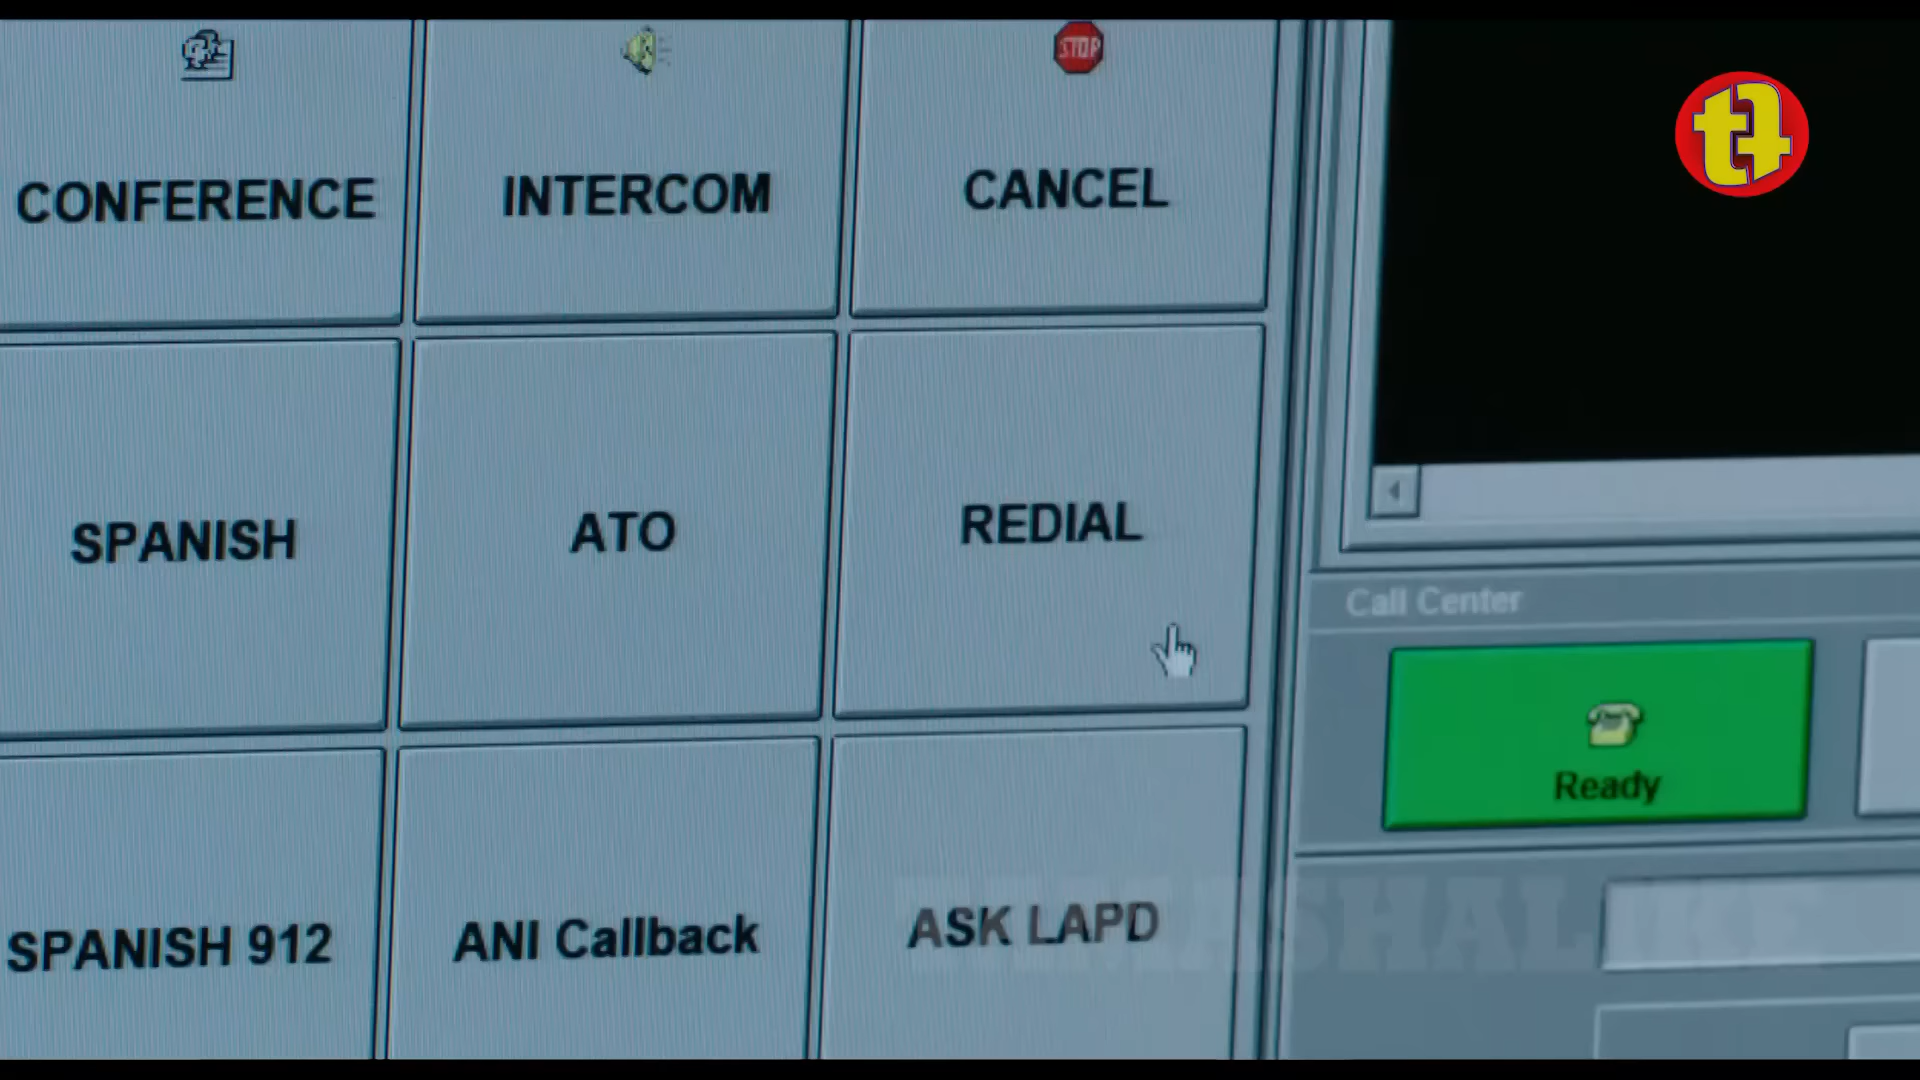 STOP
CONFERENCE
INTERCOM
CANCEL
SPANISH
ATO
REDIAL
Call Center
Ready
SPANISH 912
ANI Callback
ASK LAPD